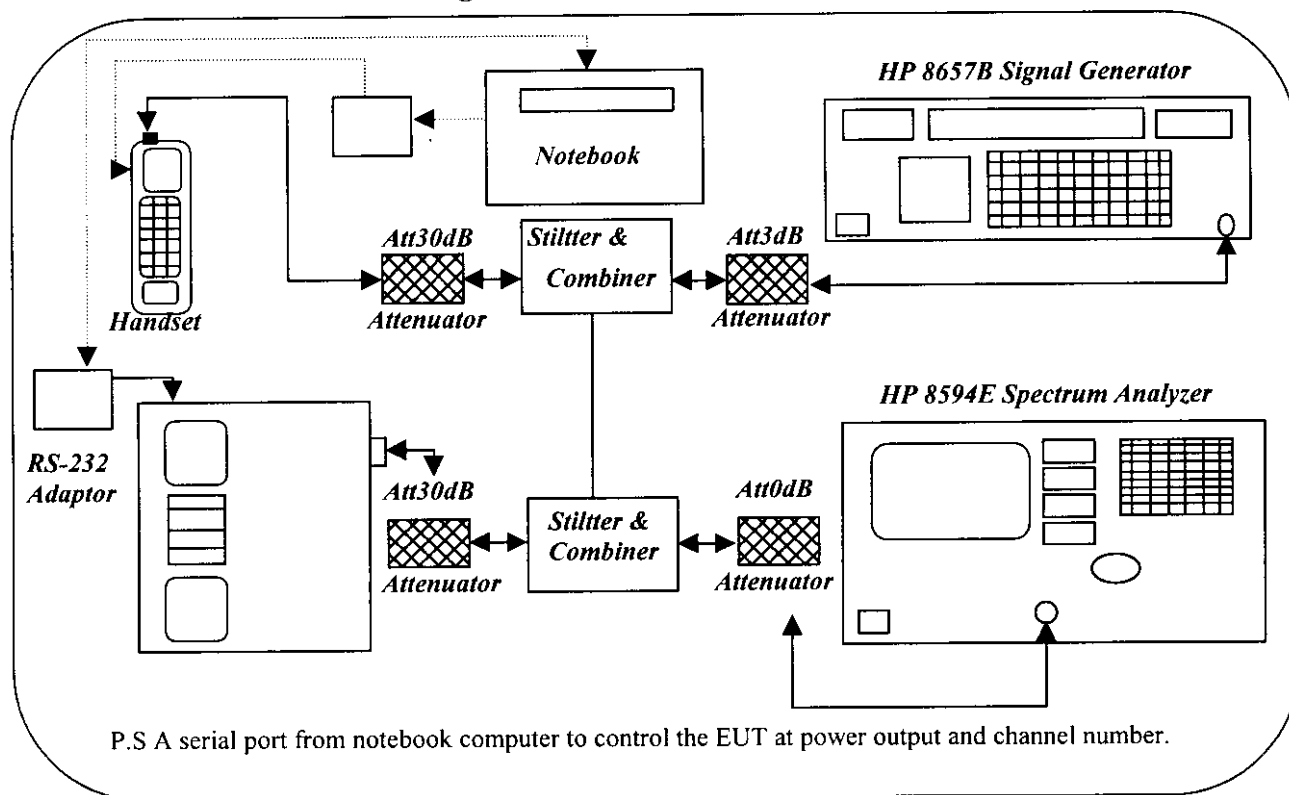 HP 8657B Signal Generator
Notebook
Att30dB
Stiltter &
Combiner
Att3dB
Attenuator
Attenuator
Handset
HP 8594E Spectrum Analyzer
RS-232
Adaptor
Att30dB
Stiltter &
Combiner
Att0dB
Attenuator
Attenuator
P.S A serial port from notebook computer to control the EUT at power output and channel number.